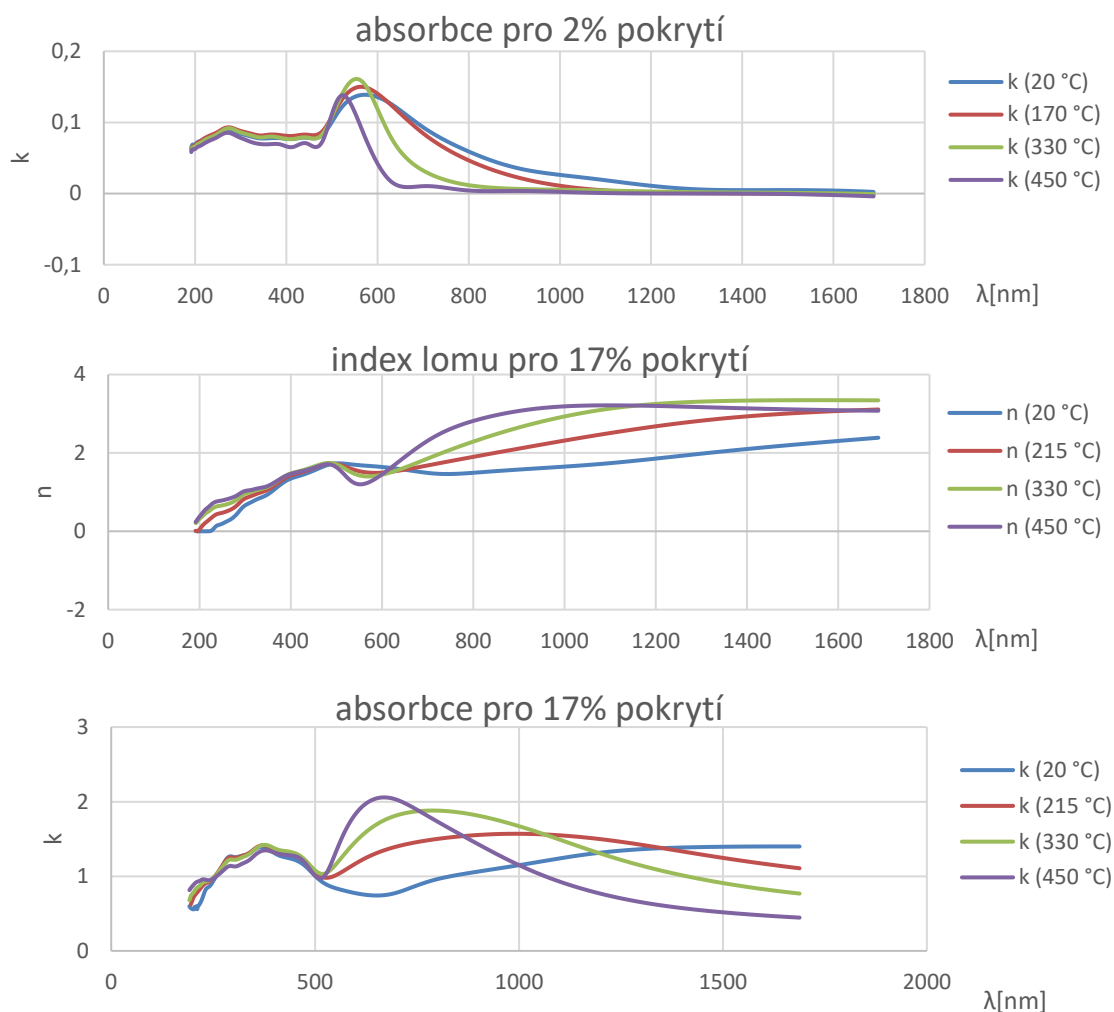 absorbce pro 2% pokrytí
0,2
0,1
0
-0,1
k
0 200 400 600 800 1000 1200 1400 1600 1800
λ[nm]
k (20 °C)
k (170 °C)
k (330 °C)
k (450 °C)
index lomu pro 17% pokrytí
4
2
0
-2
n
0 200 400 600 800 1000 1200 1400 1600 1800
λ[nm]
n (20 °C)
n (215 °C)
n (330 °C)
n (450 °C)
absorbce pro 17% pokrytí
3
2
1
0
k
0 500 1000 1500 2000
λ[nm]
k (20 °C)
k (215 °C)
k (330 °C)
k (450 °C)